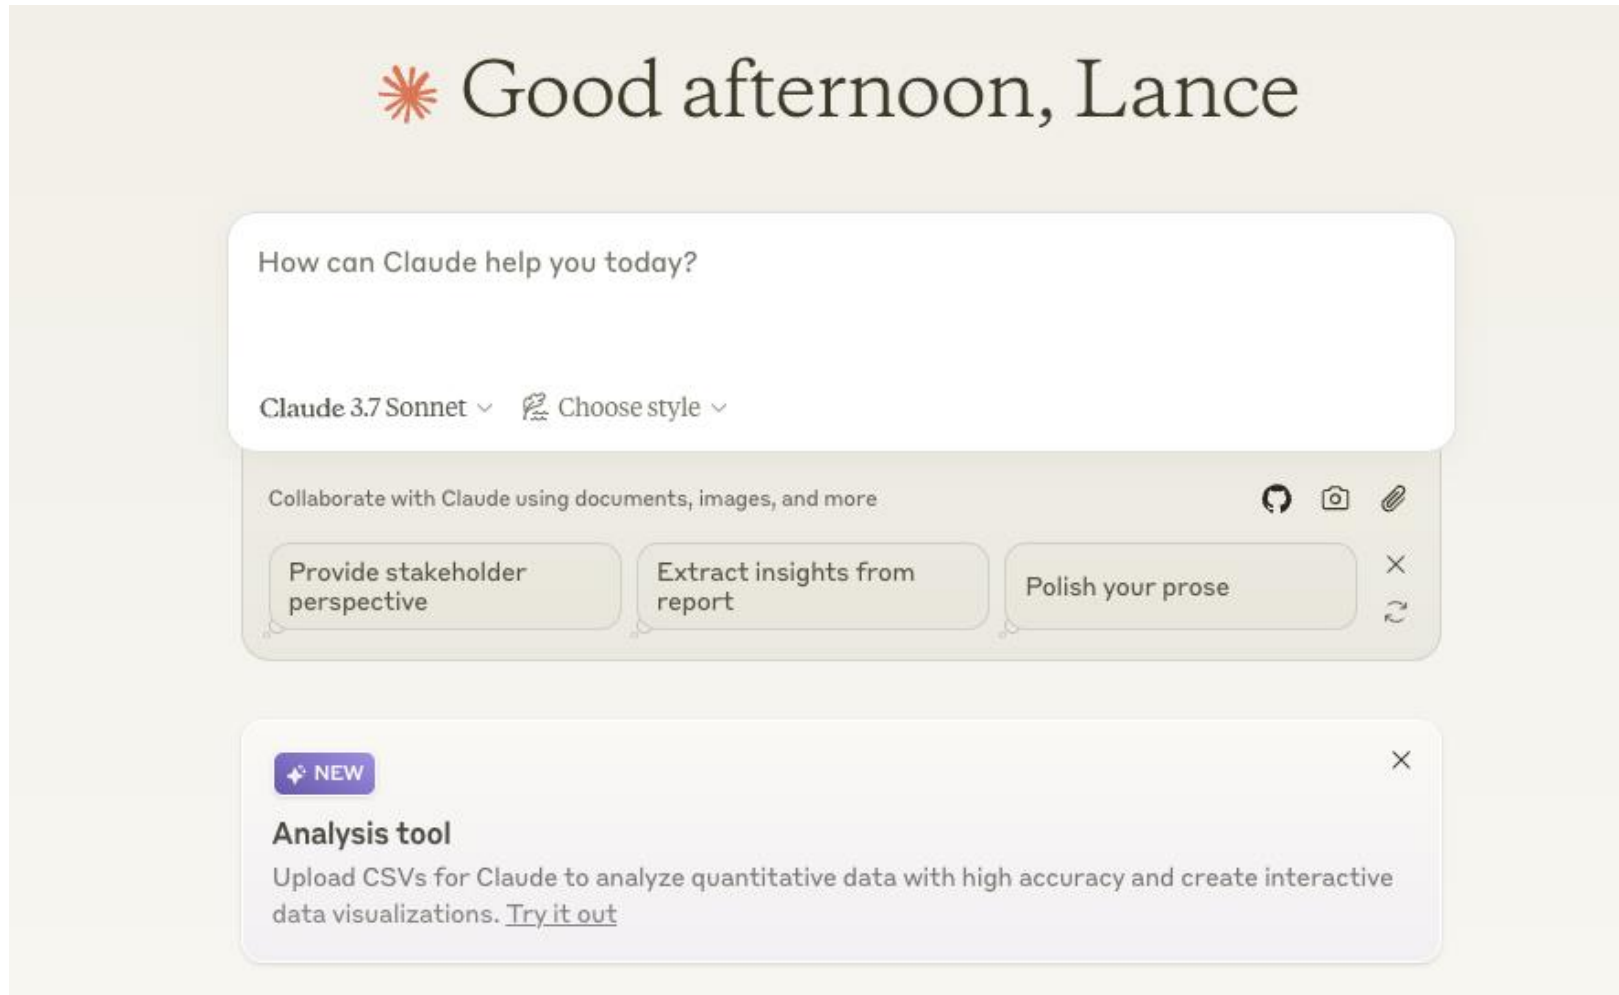 Good afternoon, Lance
How can Claude help you today?
Claude 3.7 Sonnet
Choose style
Collaborate with Claude using documents, images, and more
Provide stakeholder
perspective
Extract insights from
report
Polish your prose
NEW
Analysis tool
Upload CSVs for Claude to analyze quantitative data with high accuracy and create interactive
data visualizations. Try it out